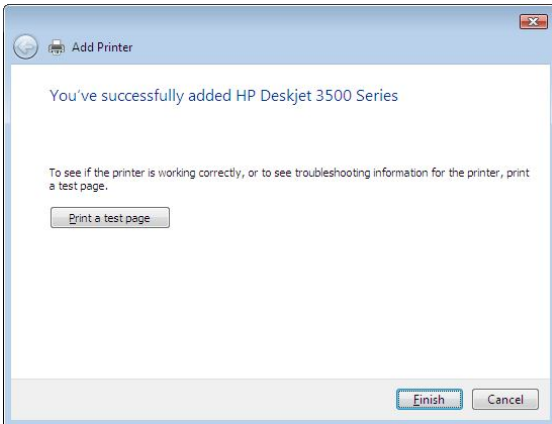 Add Printer
You've successfully added HP Deskjet 3500 Series
To see if the printer is working correctly, or to see troubleshooting information for the printer, print
a test page.
Print a test page
Finish
Cancel